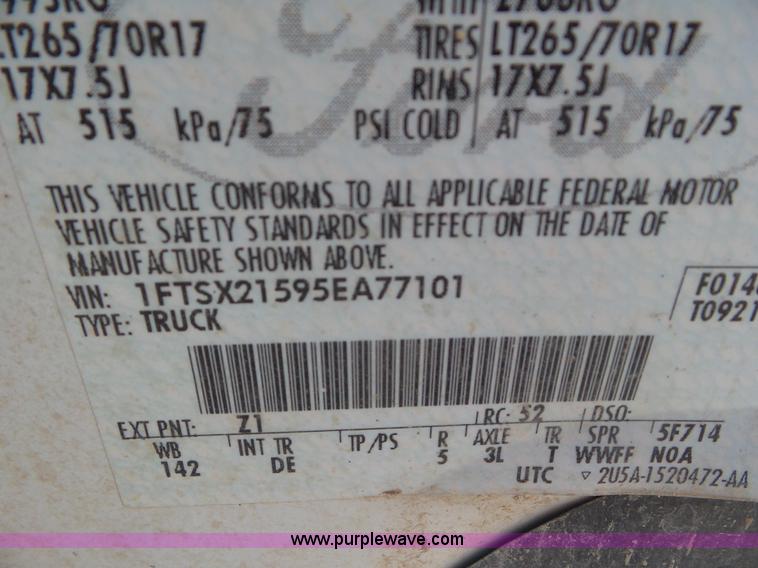 LT265/70R17 TIRES LT265/70R17
17X7.5J RIMS 17X7.5J
AT 515 kPa/75 PSI COLD AT 515 kPa/75
Ford
THIS VEHICLE CONFORMS TO ALL APPLICABLE FEDERAL MOTOR
VEHICLE SAFETY STANDARDS IN EFFECT ON THE DATE OF
MANUFACTURE SHOWN ABOVE.
VIN: 1FTSX21595EA77101
TYPE: TRUCK
T0921
EXT PNT: Z1 RC: 52 DSO:
WB INT TR TP/PS R AXLE TR SPR 5F714
142 DE 5 3L T WWFF N0A
UTC ▿ 2U5A-1520472-AA
www.purplewave.com